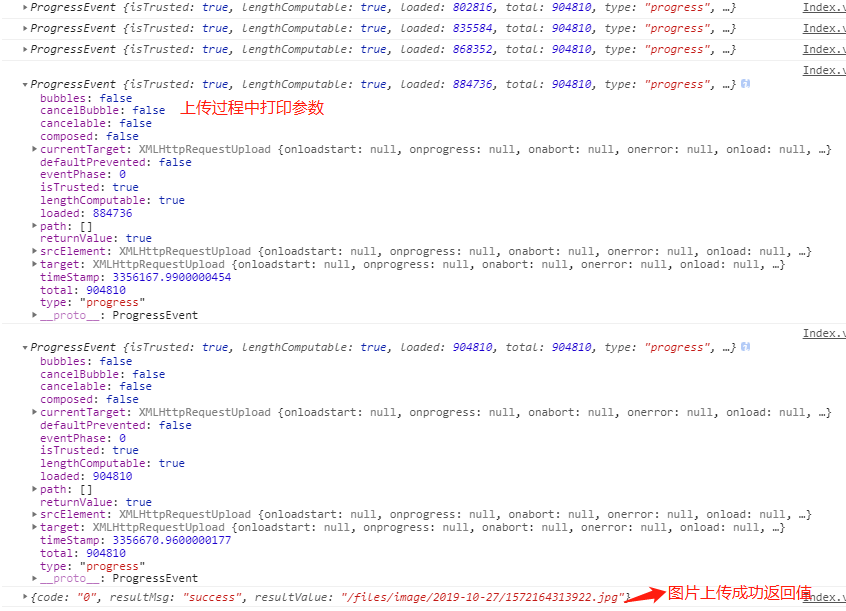 ProgressEvent {isTrusted: true, lengthComputable: true, loaded: 802816, total: 904810, type: "progress", …} Index.v
ProgressEvent {isTrusted: true, lengthComputable: true, loaded: 835584, total: 904810, type: "progress", …} Index.v
ProgressEvent {isTrusted: true, lengthComputable: true, loaded: 868352, total: 904810, type: "progress", …} Index.v
Index.v
ProgressEvent {isTrusted: true, lengthComputable: true, loaded: 884736, total: 904810, type: "progress", …}
bubbles: false
cancelBubble: false 上传过程中打印参数
cancelable: false
composed: false
currentTarget: XMLHttpRequestUpload {onloadstart: null, onprogress: null, onabort: null, onerror: null, onload: null, …}
defaultPrevented: false
eventPhase: 0
isTrusted: true
lengthComputable: true
loaded: 884736
path: []
returnValue: true
srcElement: XMLHttpRequestUpload {onloadstart: null, onprogress: null, onabort: null, onerror: null, onload: null, …}
target: XMLHttpRequestUpload {onloadstart: null, onprogress: null, onabort: null, onerror: null, onload: null, …}
timeStamp: 3356167.9900000454
total: 904810
type: "progress"
__proto__: ProgressEvent
Index.v
ProgressEvent {isTrusted: true, lengthComputable: true, loaded: 904810, total: 904810, type: "progress", …}
bubbles: false
cancelBubble: false
cancelable: false
composed: false
currentTarget: XMLHttpRequestUpload {onloadstart: null, onprogress: null, onabort: null, onerror: null, onload: null, …}
defaultPrevented: false
eventPhase: 0
isTrusted: true
lengthComputable: true
loaded: 904810
path: []
returnValue: true
srcElement: XMLHttpRequestUpload {onloadstart: null, onprogress: null, onabort: null, onerror: null, onload: null, …}
target: XMLHttpRequestUpload {onloadstart: null, onprogress: null, onabort: null, onerror: null, onload: null, …}
timeStamp: 3356670.9600000177
total: 904810
type: "progress"
__proto__: ProgressEvent
{code: "0", resultMsg: "success", resultValue: "/files/image/2019-10-27/1572164313922.jpg"} 图片上传成功返回值 Index.v